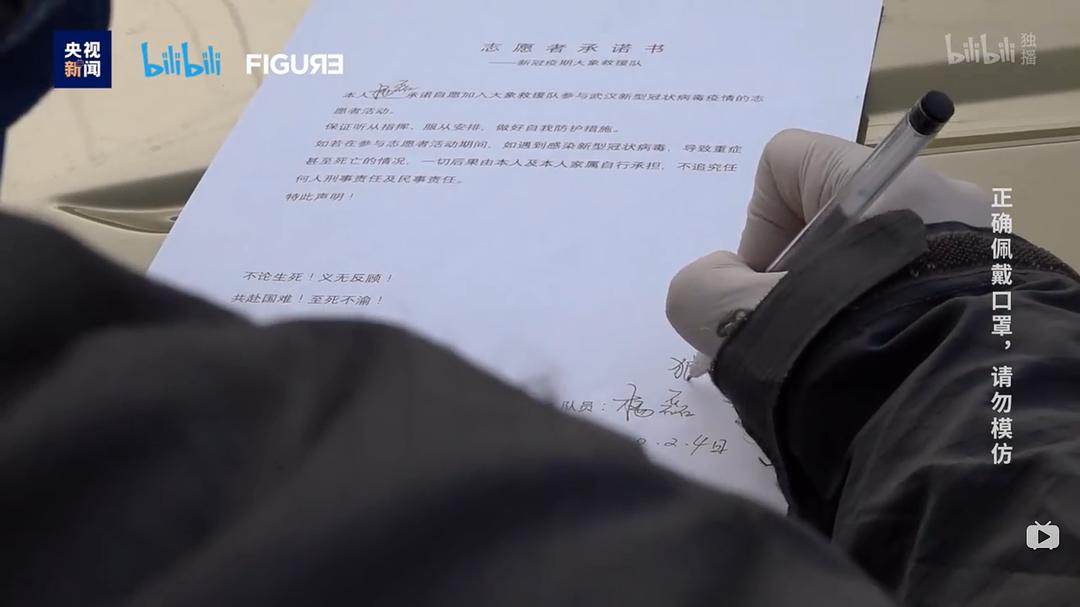 央视
新闻
bilibili
FIGURE
bilibili
独播
志愿者承诺书
——新冠疫期大象救援队
本人杨磊承诺自愿加入大象救援队参与武汉新型冠状病毒疫情的志
愿者活动。
保证听从指挥、服从安排，做好自我防护措施。
如若在参与志愿者活动期间，如遇到感染新型冠状病毒，导致重症
甚至死亡的情况，一切后果由本人及本人家属自行承担，不追究任
何人刑事责任及民事责任。
特此声明！
不论生死！义无反顾！
共赴国难！至死不渝！
队员：杨磊
.2.4日
正确佩戴口罩，请勿模仿